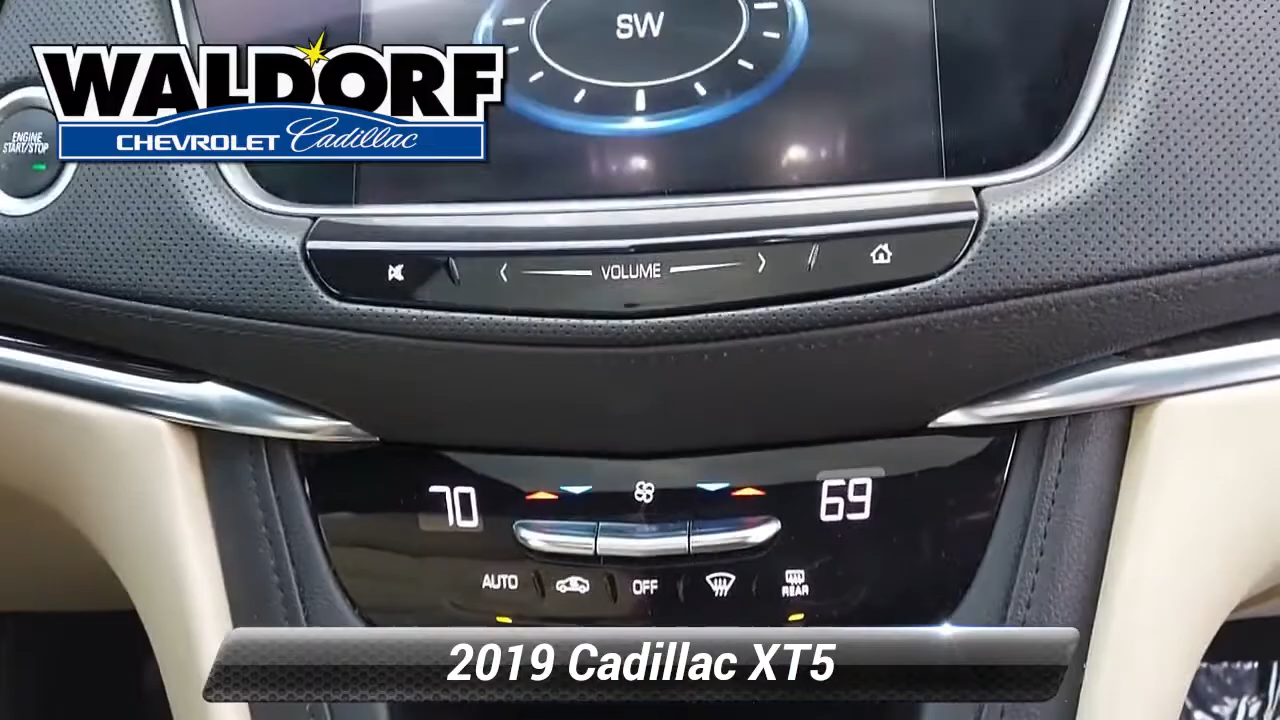 SW
WALDORF
CHEVROLET Cadillac
ENGINE
START/STOP
VOLUME
70
69
AUTO
OFF
REAR
2019 Cadillac XT5